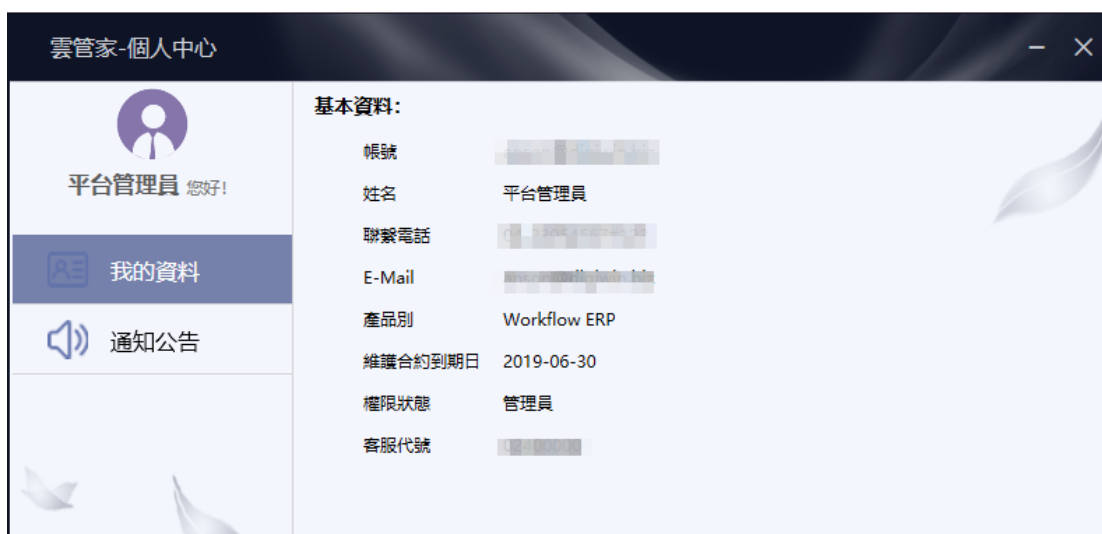 雲管家-個人中心
平台管理員 您好!
我的資料
通知公告
基本資料:
帳號
姓名 平台管理員
聯繫電話
E-Mail
產品別 Workflow ERP
維護合約到期日 2019-06-30
權限狀態 管理員
客服代號